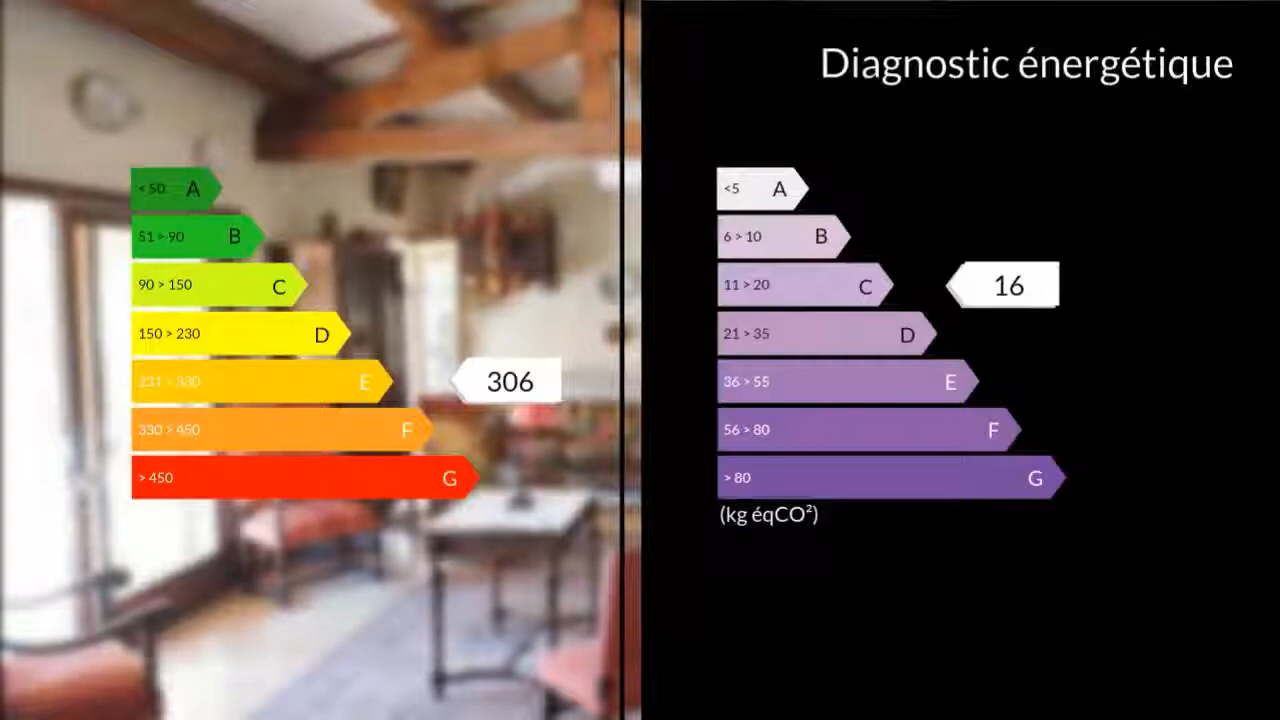 Diagnostic énergétique
< 50 A
51 > 90 B
90 > 150 C
150 > 230 D
231 > 330 E
306
330 > 450 F
> 450 G
<5 A
6 > 10 B
11 > 20 C
16
21 > 35 D
36 > 55 E
56 > 80 F
> 80 G
(kg éqCO²)